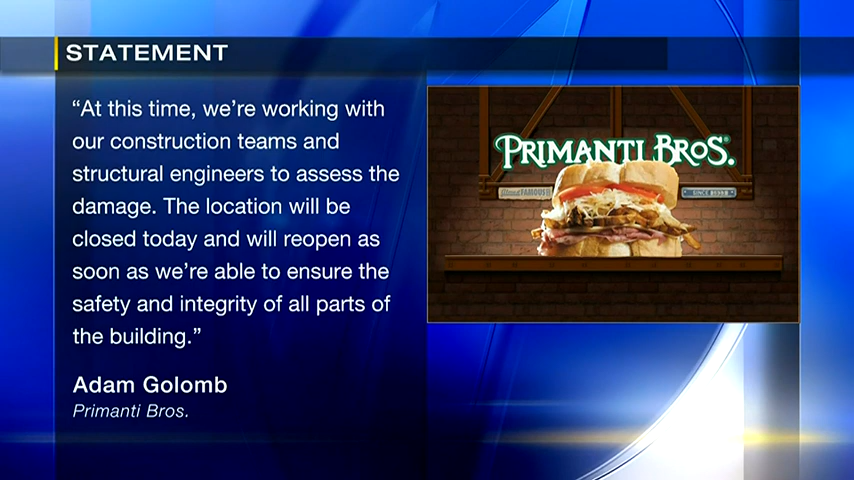 STATEMENT
“At this time, we’re working with
our construction teams and
structural engineers to assess the
damage. The location will be
closed today and will reopen as
soon as we’re able to ensure the
safety and integrity of all parts of
the building.”
Adam Golomb
Primanti Bros.
PRIMANTI BROS.
Almost FAMOUS
SINCE 1933